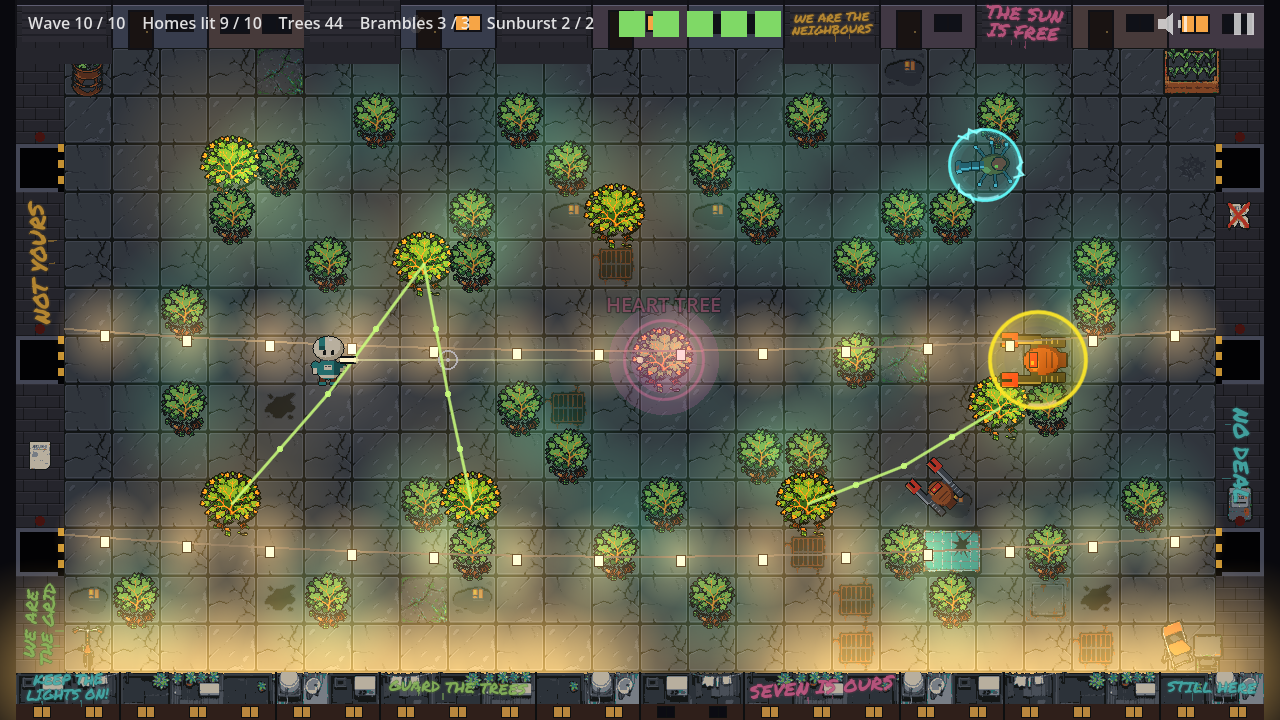 Wave 10 / 10 Homes lit 9 / 10 Trees 44 Brambles 3 / 3 Sunburst 2 / 2
WE ARE THE
NEIGHBOURS
THE SUN
IS FREE
NOT YOURS
HEART TREE
NO DEAL
WE ARE
THE GRID
KEEP THE
LIGHTS ON!
GUARD THE TREES
SEVEN IS OURS
STILL HERE